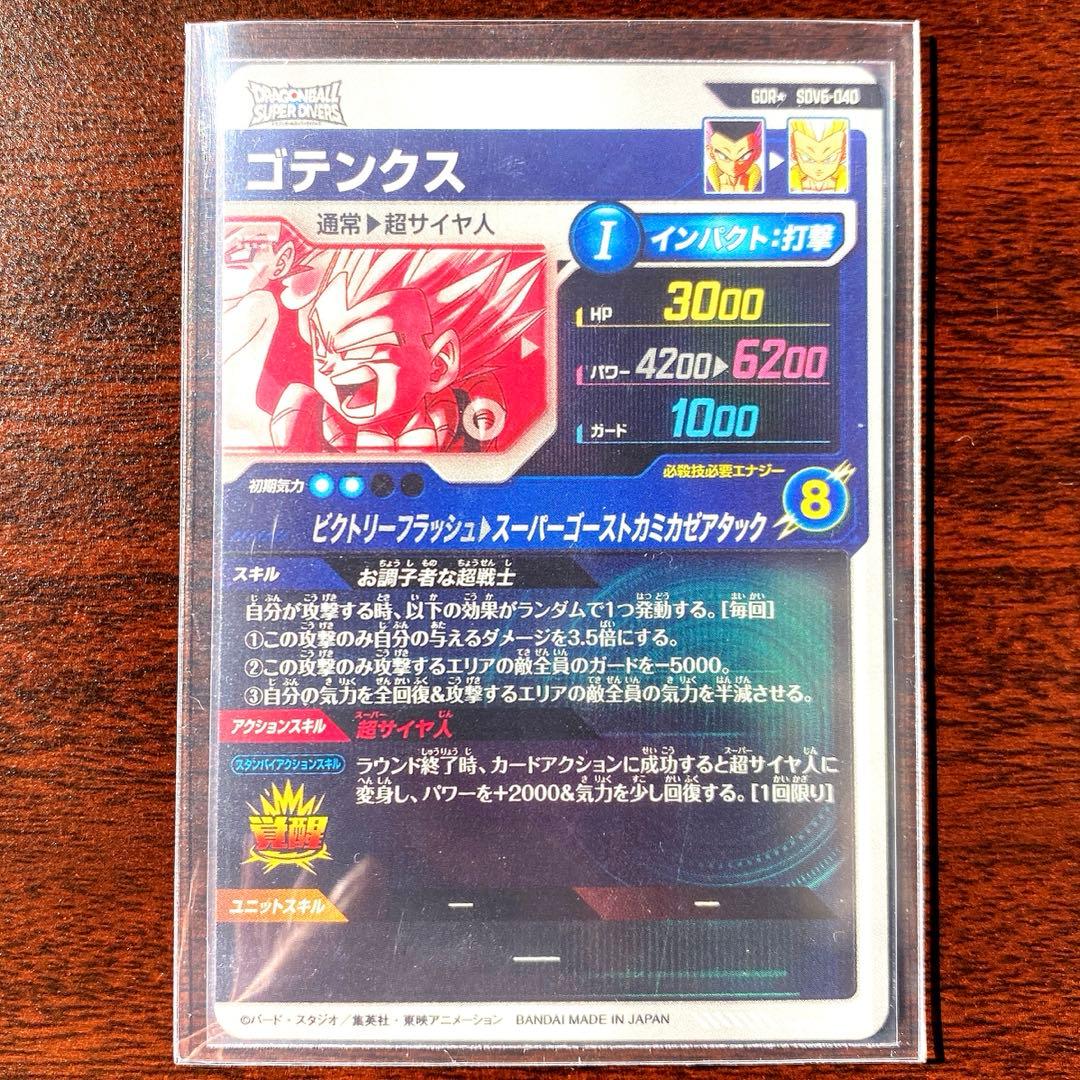 DRAGONBALL
SUPER DIVERS
GDR★ SDV6-040
ゴテンクス
通常▶超サイヤ人
I インパクト:打撃
HP 3000
パワー 4200▶6200
ガード 1000
初期気力
必殺技必要エナジー
8
ビクトリーフラッシュ▶スーパーゴーストカミカゼアタック
スキル お調子者な超戦士
自分が攻撃する時、以下の効果がランダムで1つ発動する。[毎回]
①この攻撃のみ自分の与えるダメージを3.5倍にする。
②この攻撃のみ攻撃するエリアの敵全員のガードを−5000。
③自分の気力を全回復&攻撃するエリアの敵全員の気力を半減させる。
アクションスキル 超サイヤ人
スタンバイアクションスキル
ラウンド終了時、カードアクションに成功すると超サイヤ人に
変身し、パワーを+2000&気力を少し回復する。[1回限り]
覚醒
ユニットスキル ー ー
ー
©バード・スタジオ/集英社・東映アニメーション BANDAI MADE IN JAPAN